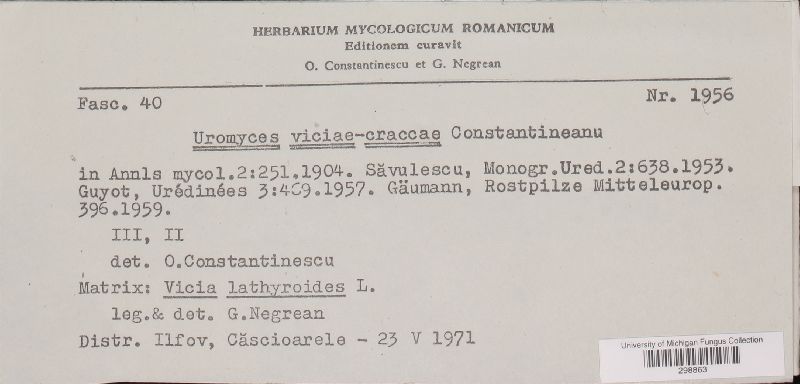 HERBARIUM MYCOLOGICUM ROMANICUM
Editionem curavit
O. Constantinescu et G. Negrean
Fasc. 40 Nr. 1956
Uromyces viciae-craccae Constantineanu
in Annls mycol.2:251.1904. Săvulescu, Monogr.Ured.2:638.1953.
Guyot, Urédinées 3:469.1957. Gäumann, Rostpilze Mitteleurop.
396.1959.
III, II
det. O.Constantinescu
Matrix: Vicia lathyroides L.
leg.& det. G.Negrean
Distr. Ilfov, Căscioarele - 23 V 1971
University of Michigan Fungus Collection
298863